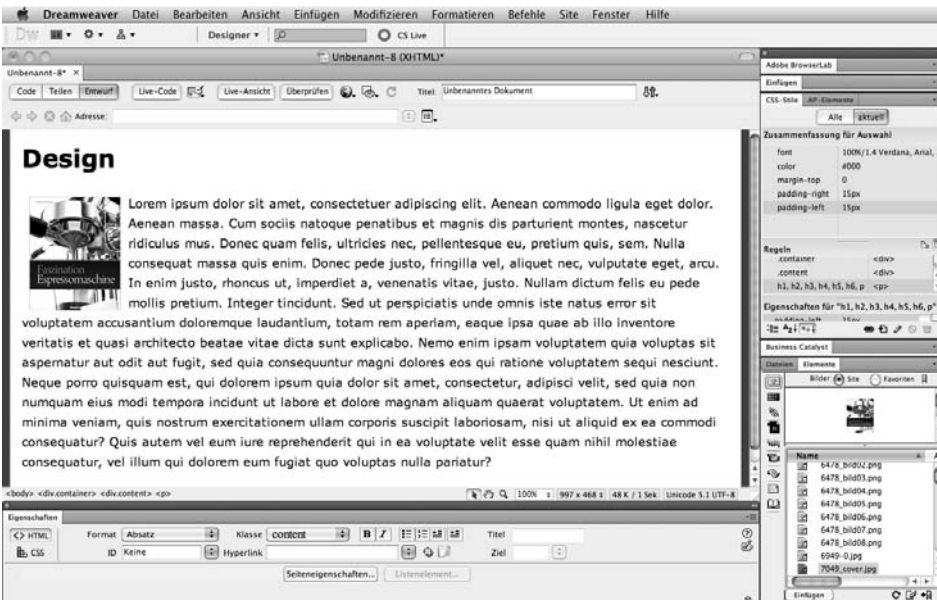 Dreamweaver Datei Bearbeiten Ansicht Einfügen Modifizieren Formatieren Befehle Site Fenster Hilfe
Dw Designer CS Live
Unbenannt-8 (XHTML)*
Unbenannt-8* ×
Code Teilen Entwurf Live-Code Live-Ansicht Überprüfen Titel: Unbenanntes Dokument
Adresse:
Design
Faszination
Espressomaschine
Lorem ipsum dolor sit amet, consectetuer adipiscing elit. Aenean commodo ligula eget dolor.
Aenean massa. Cum sociis natoque penatibus et magnis dis parturient montes, nascetur
ridiculus mus. Donec quam felis, ultricies nec, pellentesque eu, pretium quis, sem. Nulla
consequat massa quis enim. Donec pede justo, fringilla vel, aliquet nec, vulputate eget, arcu.
In enim justo, rhoncus ut, imperdiet a, venenatis vitae, justo. Nullam dictum felis eu pede
mollis pretium. Integer tincidunt. Sed ut perspiciatis unde omnis iste natus error sit
voluptatem accusantium doloremque laudantium, totam rem aperiam, eaque ipsa quae ab illo inventore
veritatis et quasi architecto beatae vitae dicta sunt explicabo. Nemo enim ipsam voluptatem quia voluptas sit
aspernatur aut odit aut fugit, sed quia consequuntur magni dolores eos qui ratione voluptatem sequi nesciunt.
Neque porro quisquam est, qui dolorem ipsum quia dolor sit amet, consectetur, adipisci velit, sed quia non
numquam eius modi tempora incidunt ut labore et dolore magnam aliquam quaerat voluptatem. Ut enim ad
minima veniam, quis nostrum exercitationem ullam corporis suscipit laboriosam, nisi ut aliquid ex ea commodi
consequatur? Quis autem vel eum iure reprehenderit qui in ea voluptate velit esse quam nihil molestiae
consequatur, vel illum qui dolorem eum fugiat quo voluptas nulla pariatur?
<body> <div.container> <div.content> <p> 100% 997 x 468 48 K / 1 Sek Unicode 5.1 UTF-8
Eigenschaften
<> HTML Format Absatz Klasse content B I Titel
CSS ID Keine Hyperlink Ziel
Seiteneigenschaften... Listenelement...
Adobe BrowserLab
Einfügen
CSS-Stile AP-Elemente
Alle aktuell
Zusammenfassung für Auswahl
font 100%/1.4 Verdana, Arial,
color #000
margin-top 0
padding-right 15px
padding-left 15px
Regeln
.container <div>
.content <div>
h1, h2, h3, h4, h5, h6, p <p>
Eigenschaften für "h1, h2, h3, h4, h5, h6, p"
padding-left 15px
Business Catalyst
Dateien Elemente
Bilder: Site Favoriten
Name
6478_bild02.png
6478_bild03.png
6478_bild04.png
6478_bild05.png
6478_bild06.png
6478_bild07.png
6478_bild08.png
6949-0.jpg
7049_cover.jpg
Einfügen